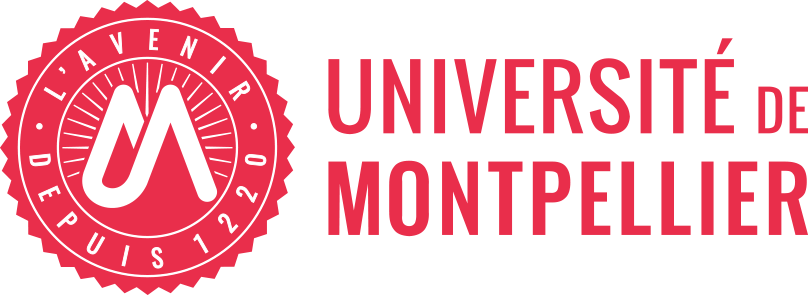 L'AVENIR
DEPUIS 1220
UNIVERSITÉ DE
MONTPELLIER